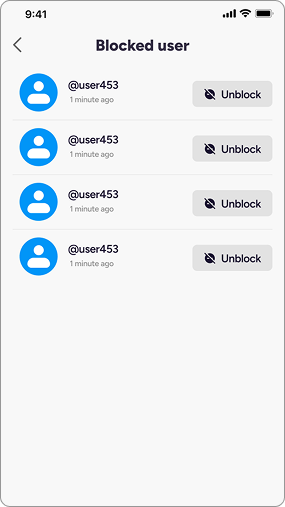 9:41
Blocked user
@user453
1 minute ago
Unblock
@user453
1 minute ago
Unblock
@user453
1 minute ago
Unblock
@user453
1 minute ago
Unblock